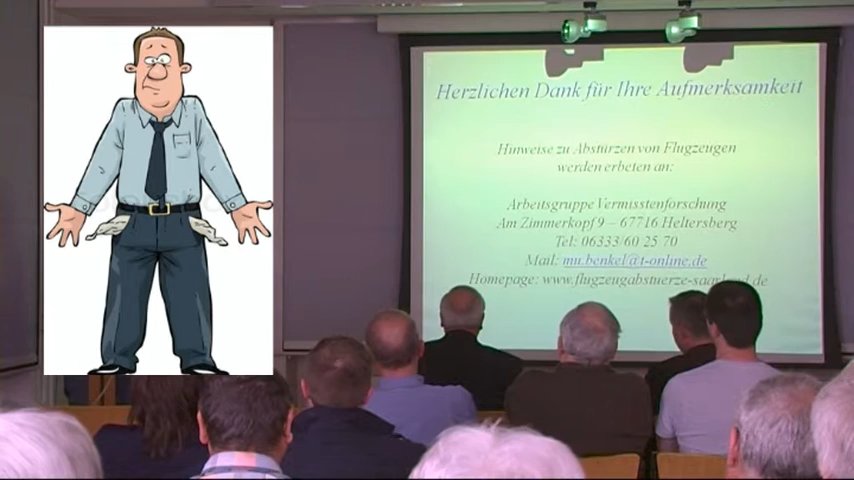 Herzlichen Dank für Ihre Aufmerksamkeit
Hinweise zu Abstürzen von Flugzeugen
werden erbeten an:
Arbeitsgruppe Vermisstenforschung
Am Zimmerkopf 9 – 67716 Heltersberg
Tel: 06333/60 25 70
Mail: mu.benkel@t-online.de
Homepage: www.flugzeugabstuerze-saarland.de